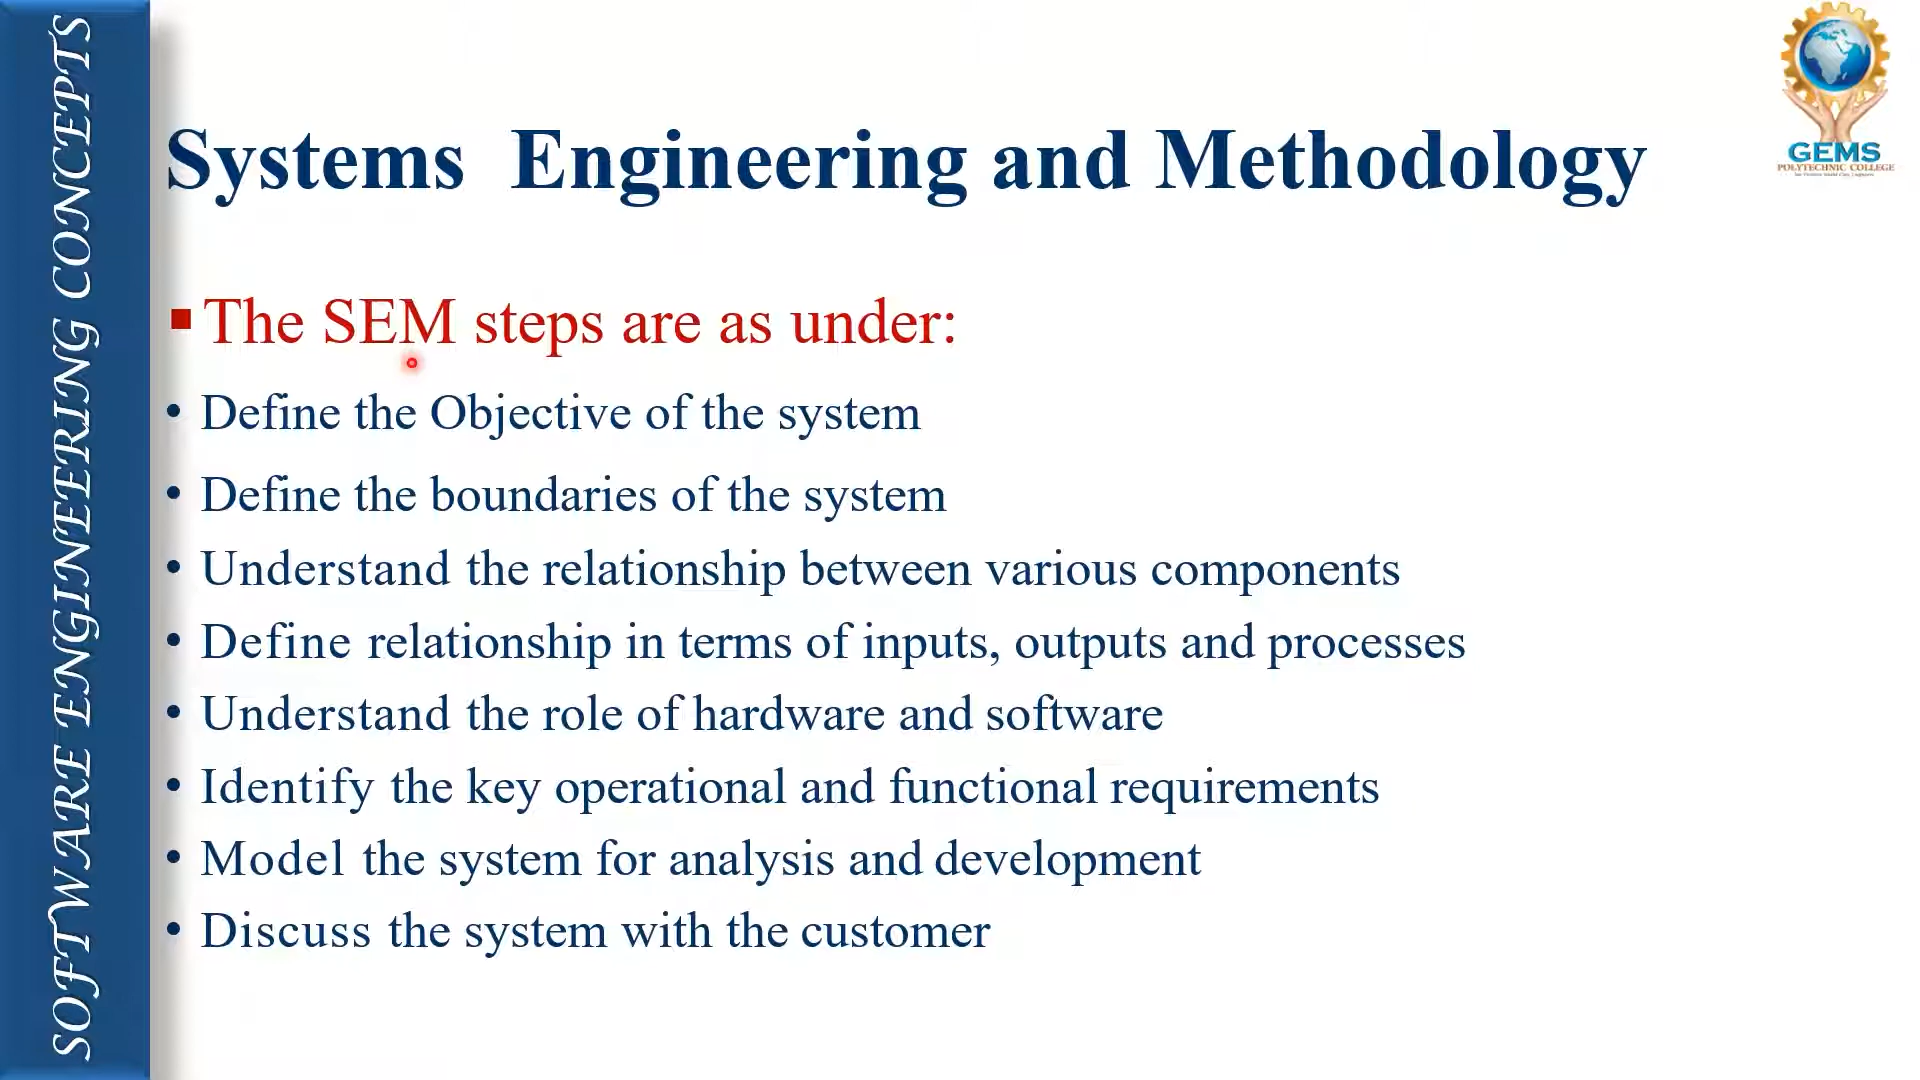 SOFTWARE ENGINEERING CONCEPTS
GEMS
POLYTECHNIC COLLEGE
Systems Engineering and Methodology
The SEM steps are as under:
• Define the Objective of the system
• Define the boundaries of the system
• Understand the relationship between various components
• Define relationship in terms of inputs, outputs and processes
• Understand the role of hardware and software
• Identify the key operational and functional requirements
• Model the system for analysis and development
• Discuss the system with the customer